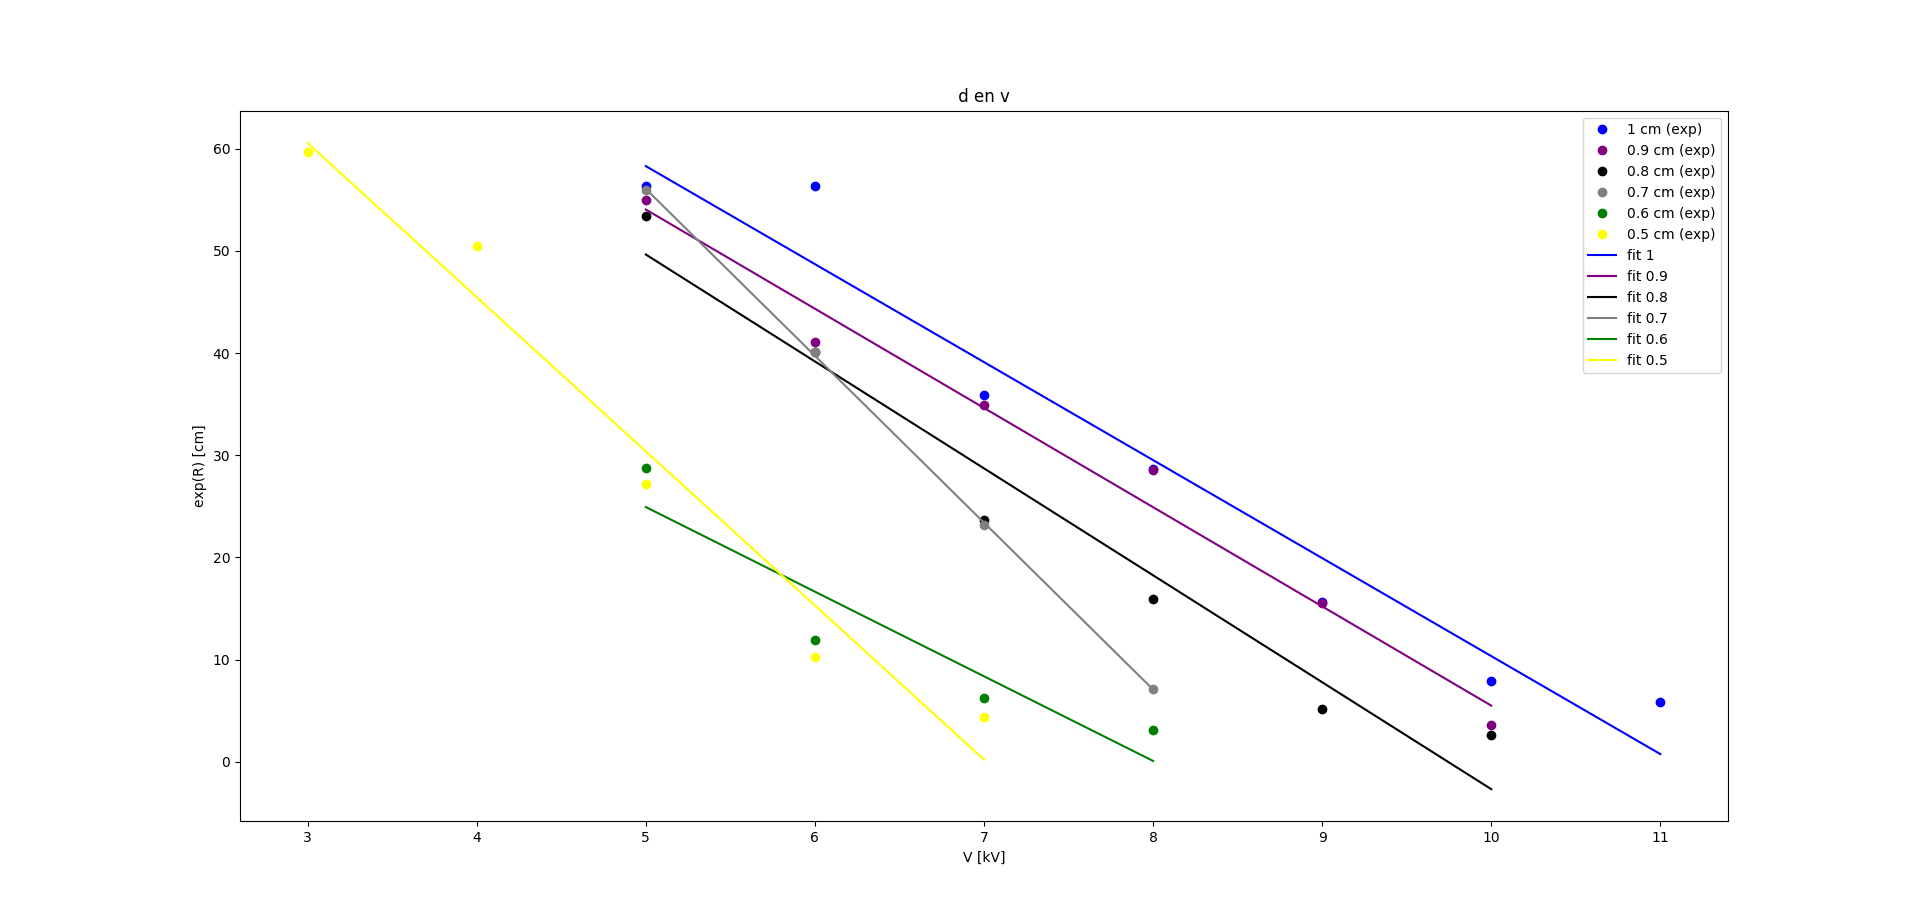 d en v
60
50
40
30
20
10
0
exp(R) [cm]
3 4 5 6 7 8 9 10 11
V [kV]
1 cm (exp)
0.9 cm (exp)
0.8 cm (exp)
0.7 cm (exp)
0.6 cm (exp)
0.5 cm (exp)
fit 1
fit 0.9
fit 0.8
fit 0.7
fit 0.6
fit 0.5